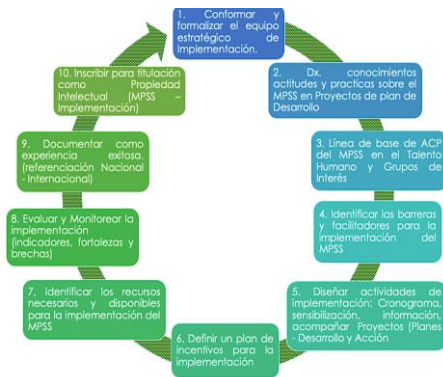 1. Conformar y
formalizar el equipo
estratégico de
Implementación.
2. Dx. conocimientos
actitudes y practicas sobre el
MPSS en Proyectos de plan de
Desarrollo
3. Línea de base de ACP
del MPSS en el Talento
Humano y Grupos de
Interés
4. Identificar las barreras
y facilitadores para la
implementación del
MPSS
5. Diseñar actividades de
implementación: Cronograma,
sensibilización, información,
acompañar Proyectos (Planes
- Desarrollo y Acción
6. Definir un plan de
incentivos para la
implementación
7. Identificar los recursos
necesarios y disponibles
para la implementación del
MPSS
8. Evaluar y Monitorear la
implementación
(indicadores, fortalezas y
brechas)
9. Documentar como
experiencia exitosa.
(referenciación Nacional
- Internacional)
10. Inscribir para titulación
como Propiedad
Intelectual (MPSS –
Implementación)